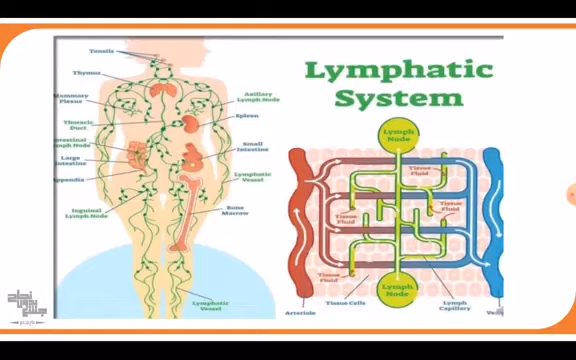 Tonsils
Thymus
Mammary
Plexus
Thoracic
Duct
Intestinal
Lymph Node
Large
Intestine
Appendix
Inguinal
Lymph Node
Axillary
Lymph Node
Spleen
Small
Intestine
Lymphatic
Vessel
Bone
Marrow
Lymphatic
Vessel
Lymphatic
System
Lymph
Node
Tissue
Fluid
Tissue
Fluid
Tissue
Fluid
Tissue
Fluid
Lymph
Node
Arteriole
Tissue Cells
Lymph
Capillary